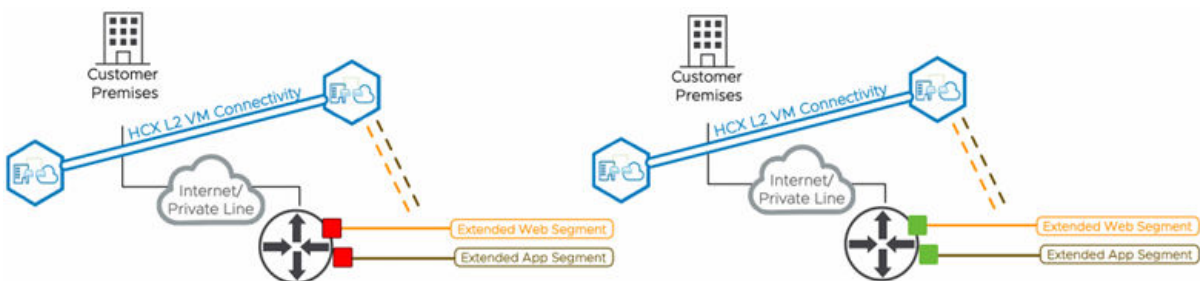 Customer
Premises
HCX L2 VM Connectivity
Internet/
Private Line
Extended Web Segment
Extended App Segment
Customer
Premises
HCX L2 VM Connectivity
Internet/
Private Line
Extended Web Segment
Extended App Segment